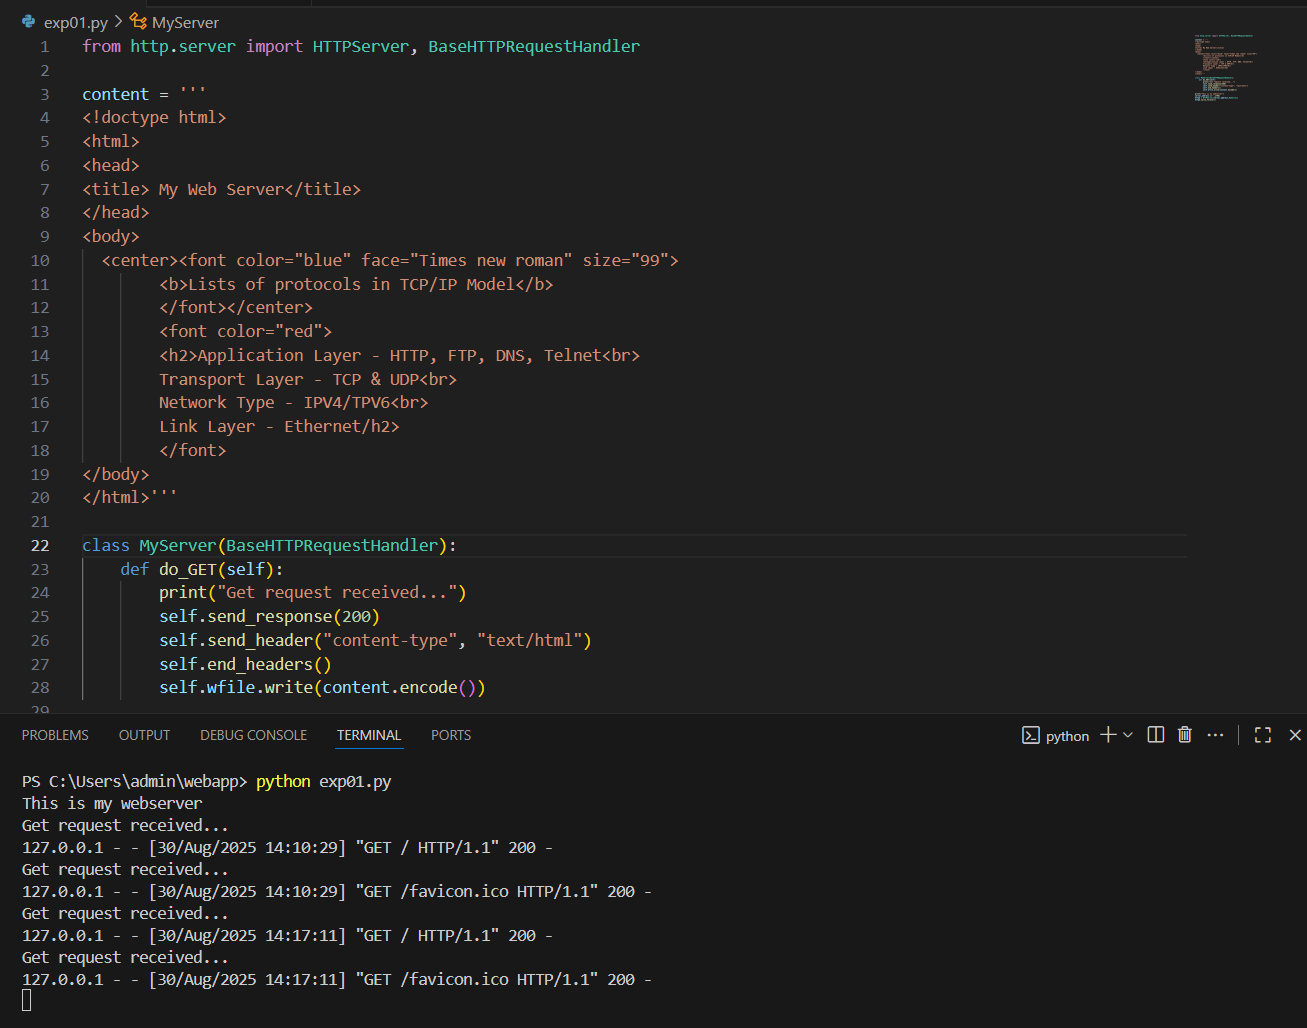 exp01.py > MyServer
1 from http.server import HTTPServer, BaseHTTPRequestHandler
2
3 content = '''
4 <!doctype html>
5 <html>
6 <head>
7 <title> My Web Server</title>
8 </head>
9 <body>
10 <center><font color="blue" face="Times new roman" size="99">
11 <b>Lists of protocols in TCP/IP Model</b>
12 </font></center>
13 <font color="red">
14 <h2>Application Layer - HTTP, FTP, DNS, Telnet<br>
15 Transport Layer - TCP & UDP<br>
16 Network Type - IPV4/TPV6<br>
17 Link Layer - Ethernet/h2>
18 </font>
19 </body>
20 </html>'''
21
22 class MyServer(BaseHTTPRequestHandler):
23 def do_GET(self):
24 print("Get request received...")
25 self.send_response(200)
26 self.send_header("content-type", "text/html")
27 self.end_headers()
28 self.wfile.write(content.encode())
29
PROBLEMS OUTPUT DEBUG CONSOLE TERMINAL PORTS python
PS C:\Users\admin\webapp> python exp01.py
This is my webserver
Get request received...
127.0.0.1 - - [30/Aug/2025 14:10:29] "GET / HTTP/1.1" 200 -
Get request received...
127.0.0.1 - - [30/Aug/2025 14:10:29] "GET /favicon.ico HTTP/1.1" 200 -
Get request received...
127.0.0.1 - - [30/Aug/2025 14:17:11] "GET / HTTP/1.1" 200 -
Get request received...
127.0.0.1 - - [30/Aug/2025 14:17:11] "GET /favicon.ico HTTP/1.1" 200 -